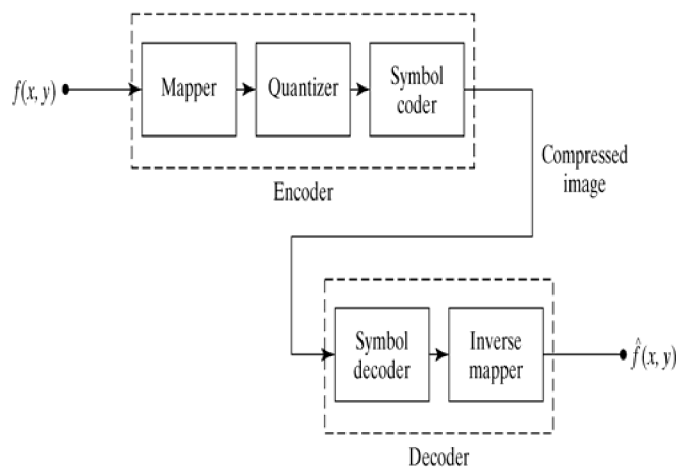 f(x, y)
Mapper
Quantizer
Symbol
coder
Encoder
Compressed
image
Symbol
decoder
Inverse
mapper
f̂(x, y)
Decoder